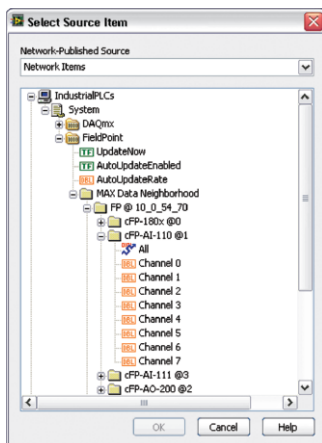 Select Source Item
Network-Published Source
Network Items
IndustrialPLCs
System
DAQmx
FieldPoint
TF UpdateNow
TF AutoUpdateEnabled
DBL AutoUpdateRate
MAX Data Neighborhood
FP @ 10_0_54_70
cFP-180x @0
cFP-AI-110 @1
All
DBL Channel 0
DBL Channel 1
DBL Channel 2
DBL Channel 3
DBL Channel 4
DBL Channel 5
DBL Channel 6
DBL Channel 7
cFP-AI-111 @3
cFP-AO-200 @2
OK Cancel Help